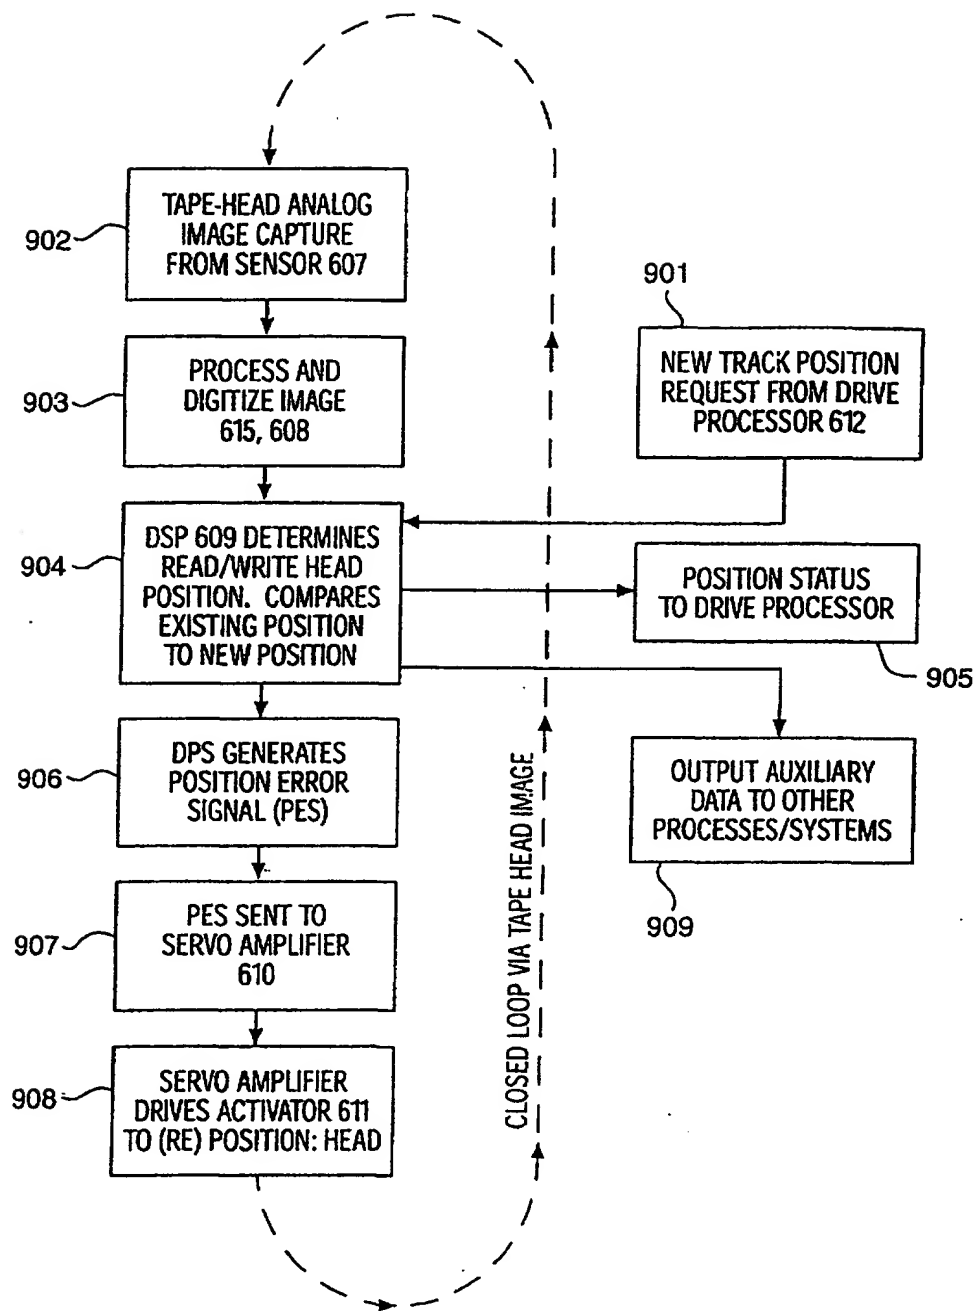 902
TAPE-HEAD ANALOG
IMAGE CAPTURE
FROM SENSOR 607
903
PROCESS AND
DIGITIZE IMAGE
615, 608
901
NEW TRACK POSITION
REQUEST FROM DRIVE
PROCESSOR 612
904
DSP 609 DETERMINES
READ/WRITE HEAD
POSITION. COMPARES
EXISTING POSITION
TO NEW POSITION
POSITION STATUS
TO DRIVE PROCESSOR
905
906
DPS GENERATES
POSITION ERROR
SIGNAL (PES)
OUTPUT AUXILIARY
DATA TO OTHER
PROCESSES/SYSTEMS
909
907
PES SENT TO
SERVO AMPLIFIER
610
908
SERVO AMPLIFIER
DRIVES ACTIVATOR 611
TO (RE) POSITION: HEAD
CLOSED LOOP VIA TAPE HEAD IMAGE